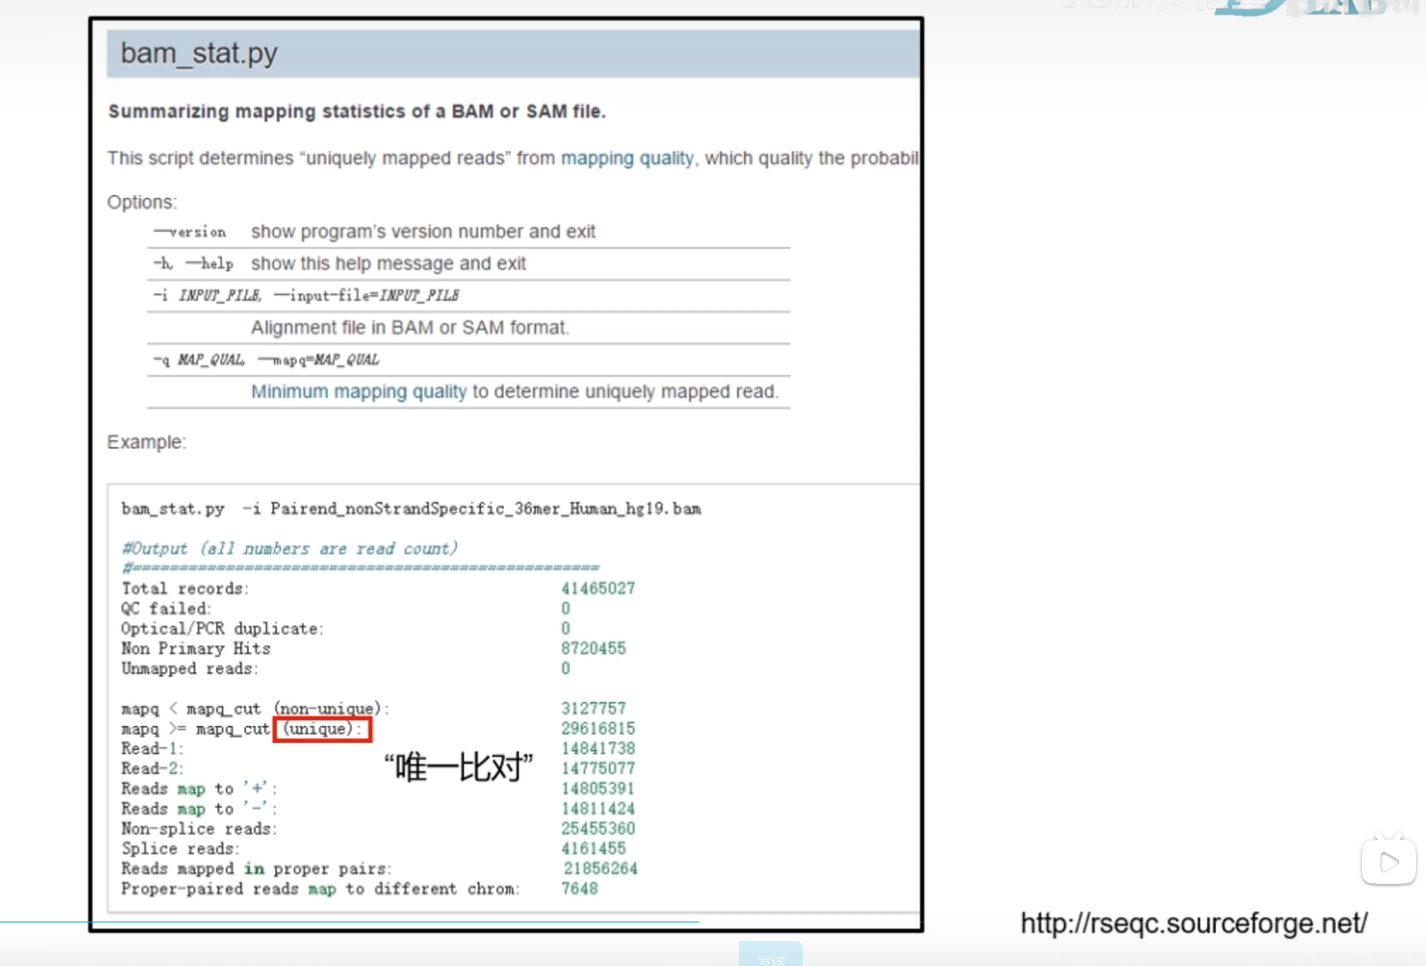 bam_stat.py
Summarizing mapping statistics of a BAM or SAM file.
This script determines “uniquely mapped reads” from mapping quality, which quality the probabil
Options:
—version show program’s version number and exit
-h, —help show this help message and exit
-i INPUT_FILE, —input-file=INPUT_FILE
Alignment file in BAM or SAM format.
-q MAP_QUAL, —mapq=MAP_QUAL
Minimum mapping quality to determine uniquely mapped read.
Example:
bam_stat.py -i Pairend_nonStrandSpecific_36mer_Human_hg19.bam
#Output (all numbers are read count)
#==================================================
Total records: 41465027
QC failed: 0
Optical/PCR duplicate: 0
Non Primary Hits 8720455
Unmapped reads: 0
mapq < mapq_cut (non-unique): 3127757
mapq >= mapq_cut (unique): 29616815
Read-1: 14841738
“唯一比对”
Read-2: 14775077
Reads map to '+': 14805391
Reads map to '-': 14811424
Non-splice reads: 25455360
Splice reads: 4161455
Reads mapped in proper pairs: 21856264
Proper-paired reads map to different chrom: 7648
http://rseqc.sourceforge.net/
发送